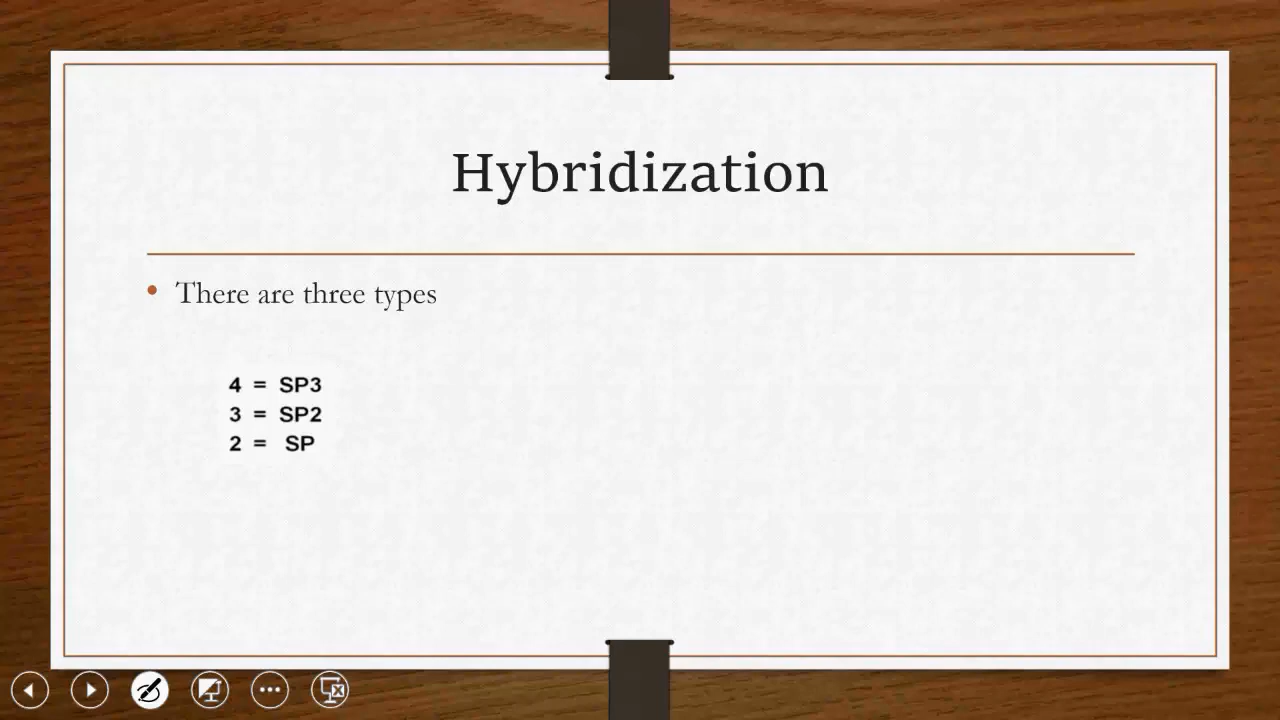 Hybridization
• There are three types
4 = SP3
3 = SP2
2 = SP